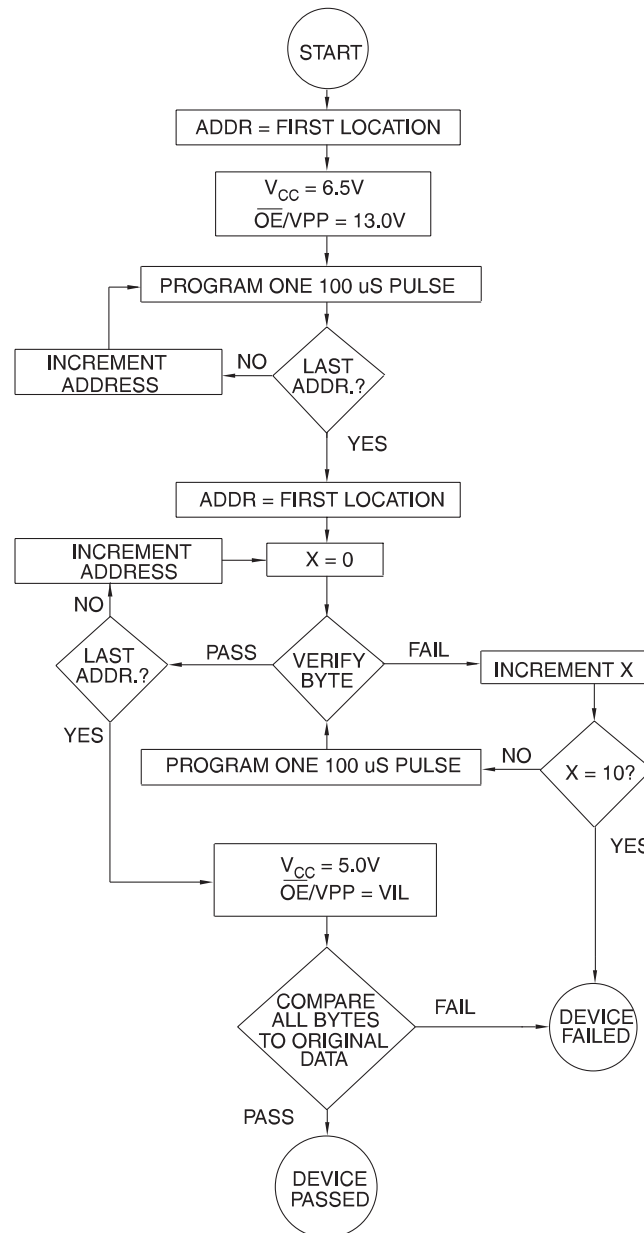 START
ADDR = FIRST LOCATION
VCC = 6.5V
OE/VPP = 13.0V
PROGRAM ONE 100 uS PULSE
INCREMENT
ADDRESS
NO
LAST
ADDR.?
YES
ADDR = FIRST LOCATION
INCREMENT
ADDRESS
X = 0
NO
LAST
ADDR.?
PASS
VERIFY
BYTE
FAIL
INCREMENT X
YES
PROGRAM ONE 100 uS PULSE
NO
X = 10?
YES
VCC = 5.0V
OE/VPP = VIL
COMPARE
ALL BYTES
TO ORIGINAL
DATA
FAIL
DEVICE
FAILED
PASS
DEVICE
PASSED